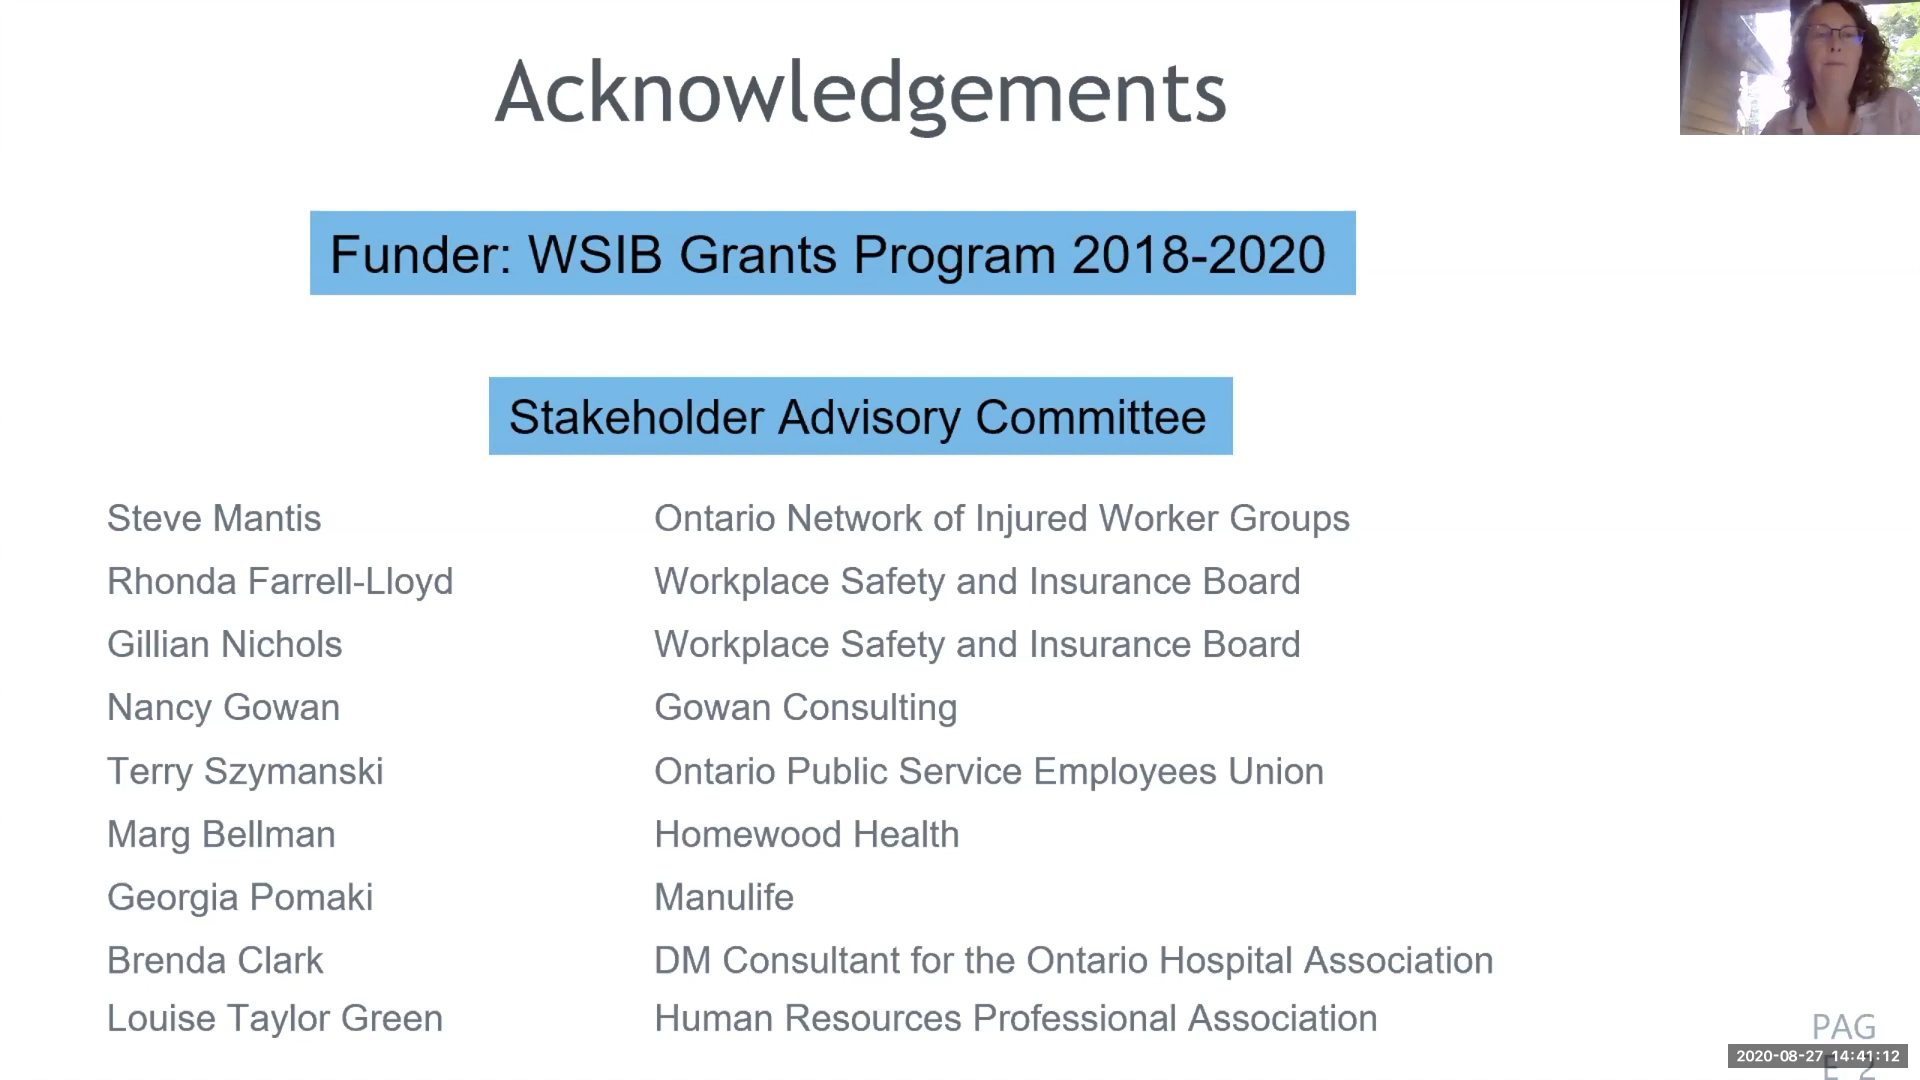 Acknowledgements
Funder: WSIB Grants Program 2018-2020
Stakeholder Advisory Committee
Steve Mantis Ontario Network of Injured Worker Groups
Rhonda Farrell-Lloyd Workplace Safety and Insurance Board
Gillian Nichols Workplace Safety and Insurance Board
Nancy Gowan Gowan Consulting
Terry Szymanski Ontario Public Service Employees Union
Marg Bellman Homewood Health
Georgia Pomaki Manulife
Brenda Clark DM Consultant for the Ontario Hospital Association
Louise Taylor Green Human Resources Professional Association
PAG
2020-08-27 14:41:12
E 2